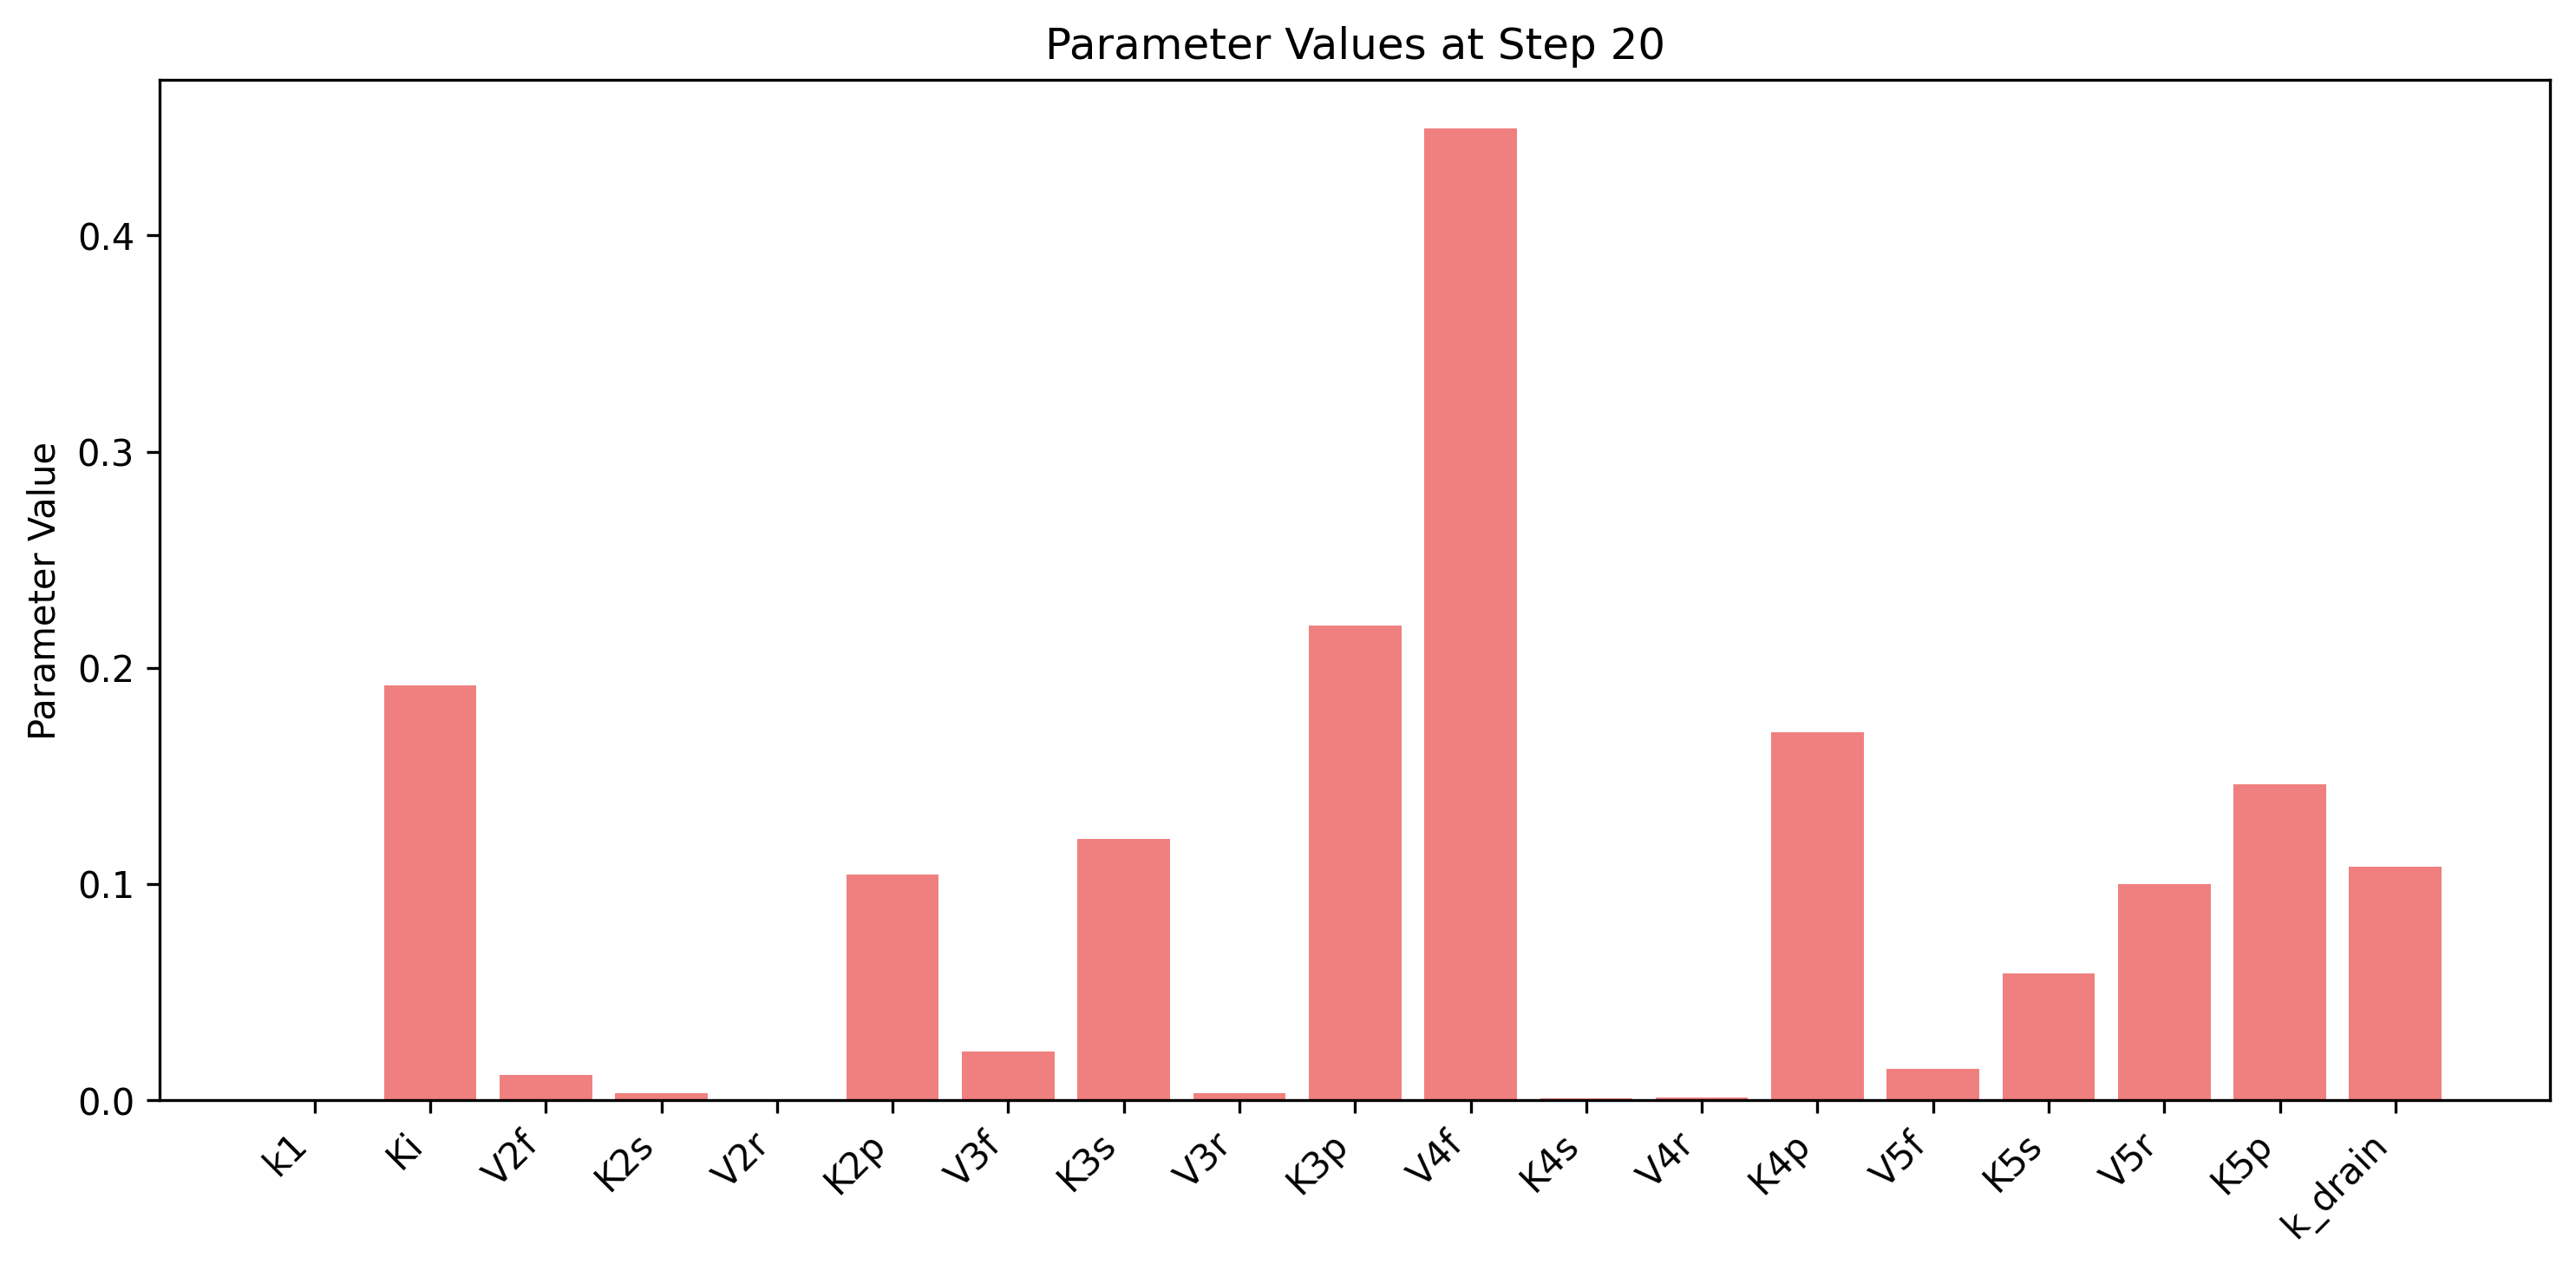 Parameter Values at Step 20
Parameter Value
0.4
0.3
0.2
0.1
0.0
k1
Ki
V2f
K2s
V2r
K2p
V3f
K3s
V3r
K3p
V4f
K4s
V4r
K4p
V5f
K5s
V5r
K5p
k_drain